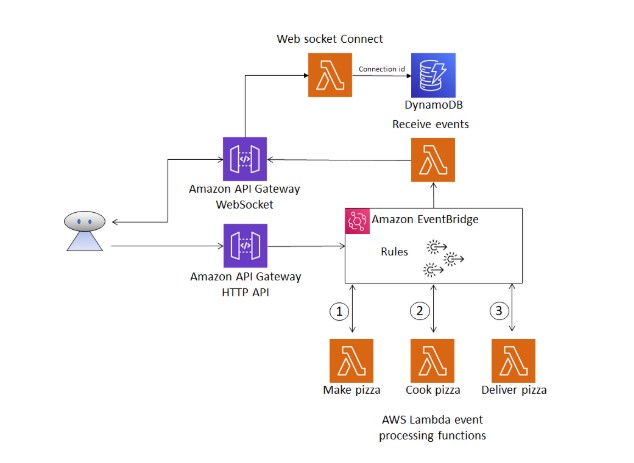 Web socket Connect
Connection id
DynamoDB
Receive events
Amazon API Gateway
WebSocket
Amazon EventBridge
Rules
Amazon API Gateway
HTTP API
1
2
3
Make pizza
Cook pizza
Deliver pizza
AWS Lambda event
processing functions